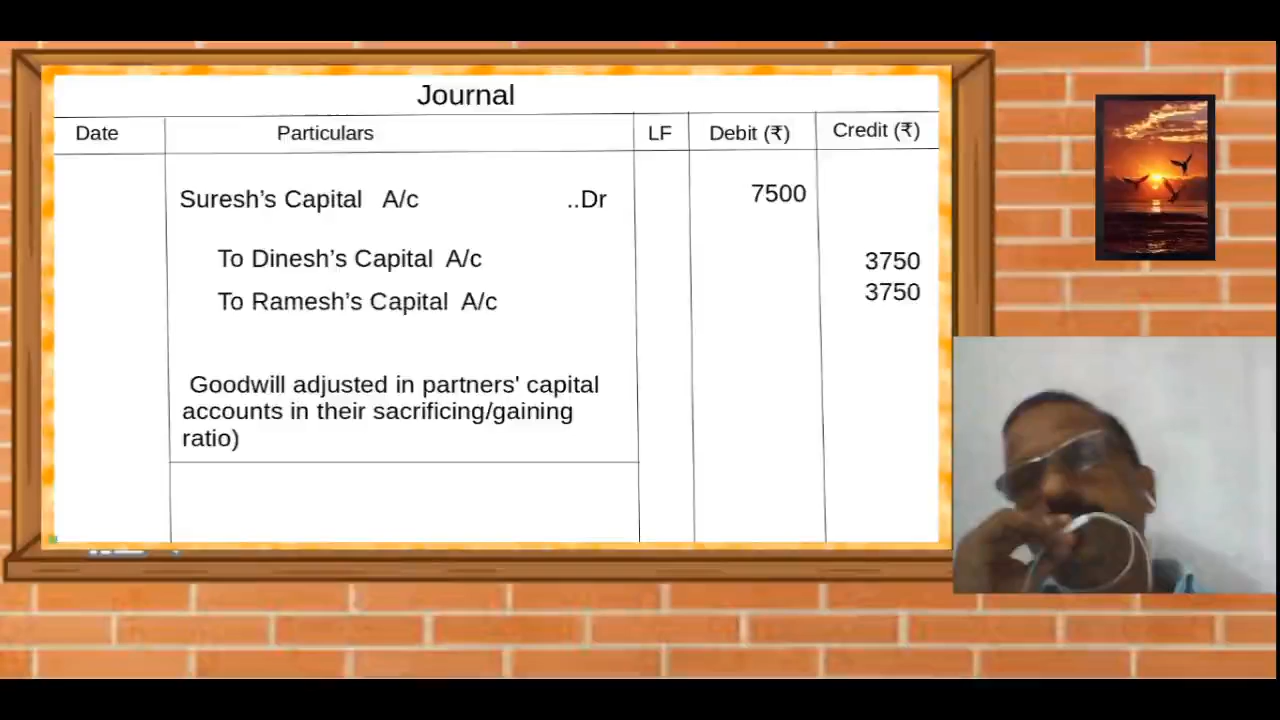 Journal
Date Particulars LF Debit (₹) Credit (₹)
Suresh's Capital A/c ..Dr 7500
To Dinesh's Capital A/c 3750
To Ramesh's Capital A/c 3750
Goodwill adjusted in partners' capital
accounts in their sacrificing/gaining
ratio)